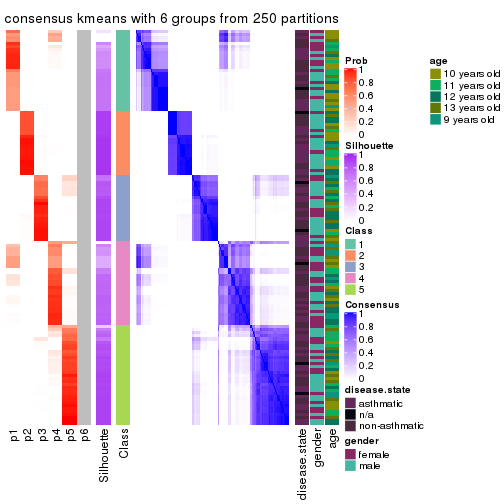 consensus kmeans with 6 groups from 250 partitions
p1
p2
p3
p4
p5
p6
Silhouette
Class
disease.state
gender
age
Prob
1
0.8
0.6
0.4
0.2
0
Silhouette
1
0.8
0.6
0.4
0.2
0
Class
1
2
3
4
5
Consensus
1
0.8
0.6
0.4
0.2
0
disease.state
asthmatic
n/a
non-asthmatic
gender
female
male
age
10 years old
11 years old
12 years old
13 years old
9 years old